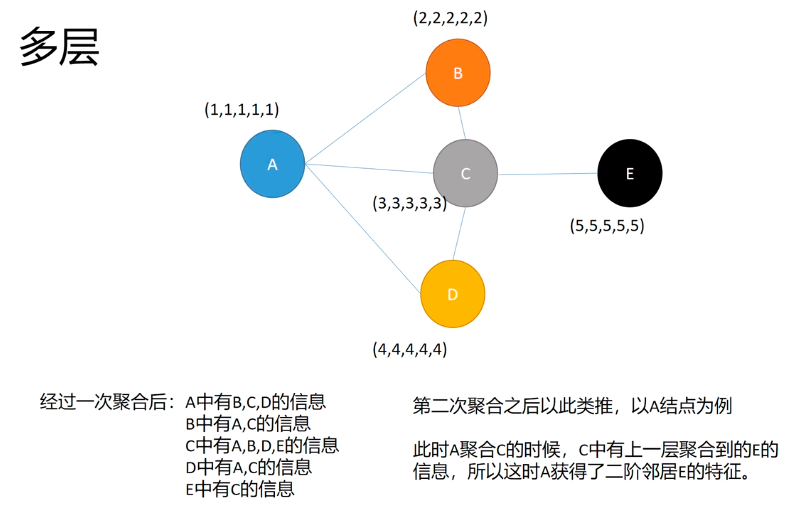 多层
(2,2,2,2,2)
B
(1,1,1,1,1)
A
C
E
(3,3,3,3,3)
(5,5,5,5,5)
D
(4,4,4,4,4)
经过一次聚合后：A中有B,C,D的信息
B中有A,C的信息
C中有A,B,D,E的信息
D中有A,C的信息
E中有C的信息
第二次聚合之后以此类推，以A结点为例
此时A聚合C的时候，C中有上一层聚合到的E的
信息，所以这时A获得了二阶邻居E的特征。